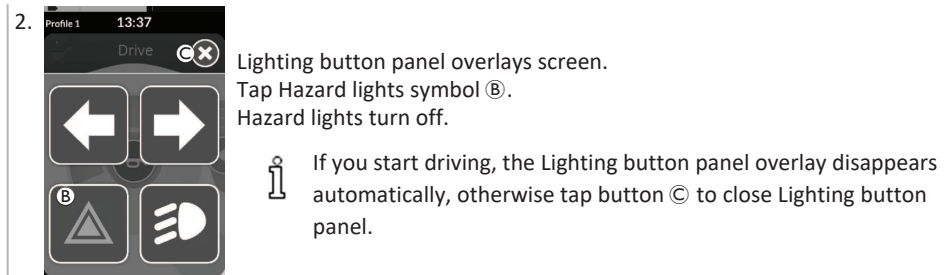 2.
Profile 1 13:37
Drive Ⓒ
Lighting button panel overlays screen.
Tap Hazard lights symbol Ⓑ.
Hazard lights turn off.
If you start driving, the Lighting button panel overlay disappears
automatically, otherwise tap button Ⓒ to close Lighting button
panel.
Ⓑ